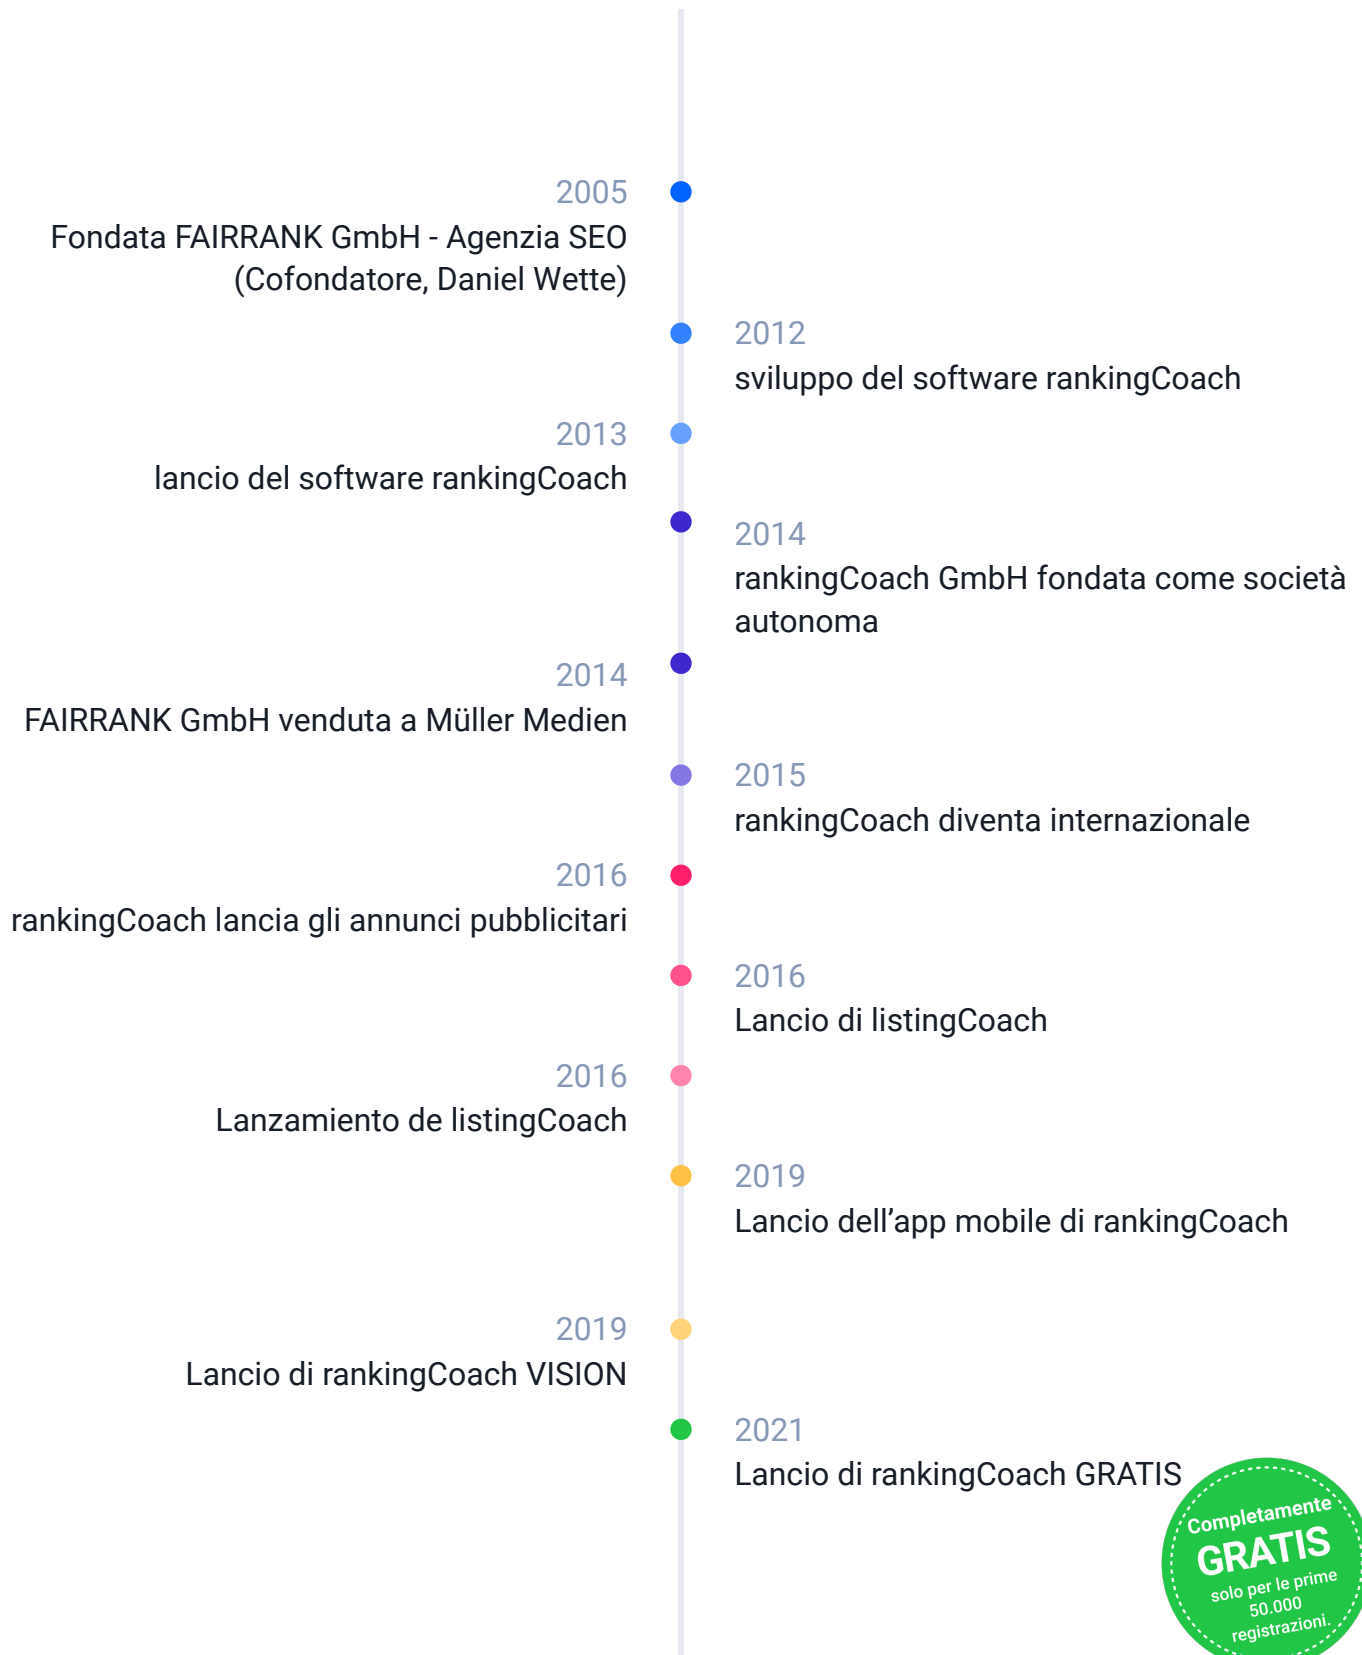 2005
Fondata FAIRRANK GmbH - Agenzia SEO
(Cofondatore, Daniel Wette)
2012
sviluppo del software rankingCoach
2013
lancio del software rankingCoach
2014
rankingCoach GmbH fondata come società
autonoma
2014
FAIRRANK GmbH venduta a Müller Medien
2015
rankingCoach diventa internazionale
2016
rankingCoach lancia gli annunci pubblicitari
2016
Lancio di listingCoach
2016
Lanzamiento de listingCoach
2019
Lancio dell’app mobile di rankingCoach
2019
Lancio di rankingCoach VISION
2021
Lancio di rankingCoach GRATIS
Completamente
GRATIS
solo per le prime
50.000
registrazioni.